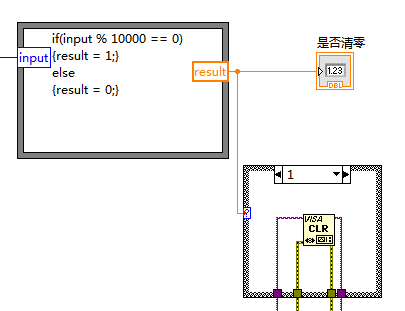 if(input % 10000 == 0)
{result = 1;}
else
{result = 0;}
input
result
是否清零
1.23
DBL
1
VISA
CLR